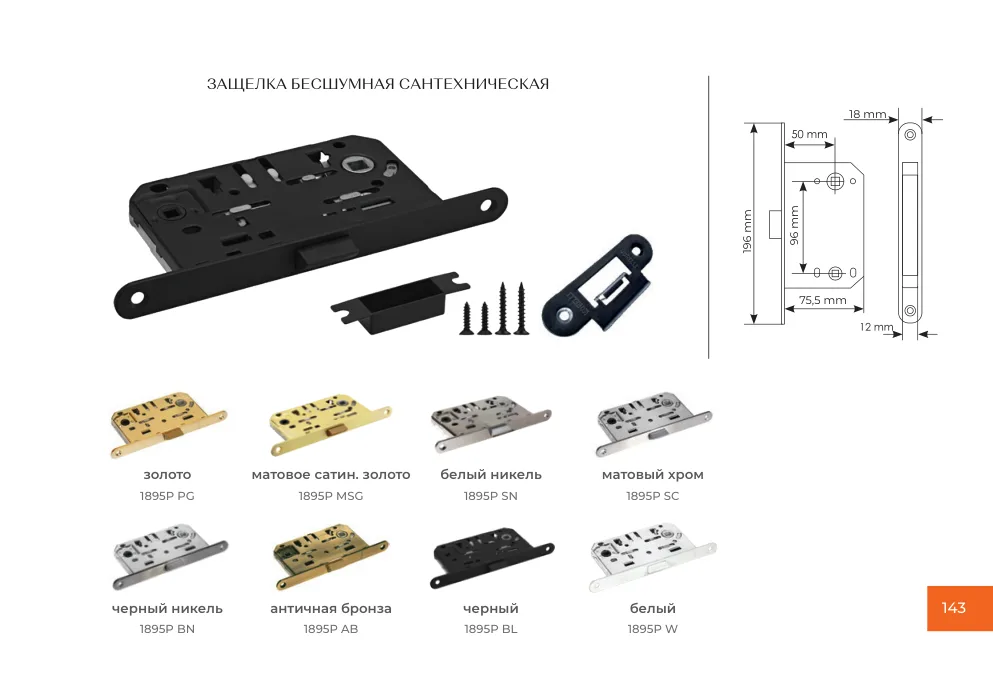 ЗАЩЕЛКА БЕСШУМНАЯ САНТЕХНИЧЕСКАЯ
18 mm
50 mm
196 mm
96 mm
75,5 mm
12 mm
золото
1895P PG
матовое сатин. золото
1895P MSG
белый никель
1895P SN
матовый хром
1895P SC
черный никель
1895P BN
античная бронза
1895P AB
черный
1895P BL
белый
1895P W
143